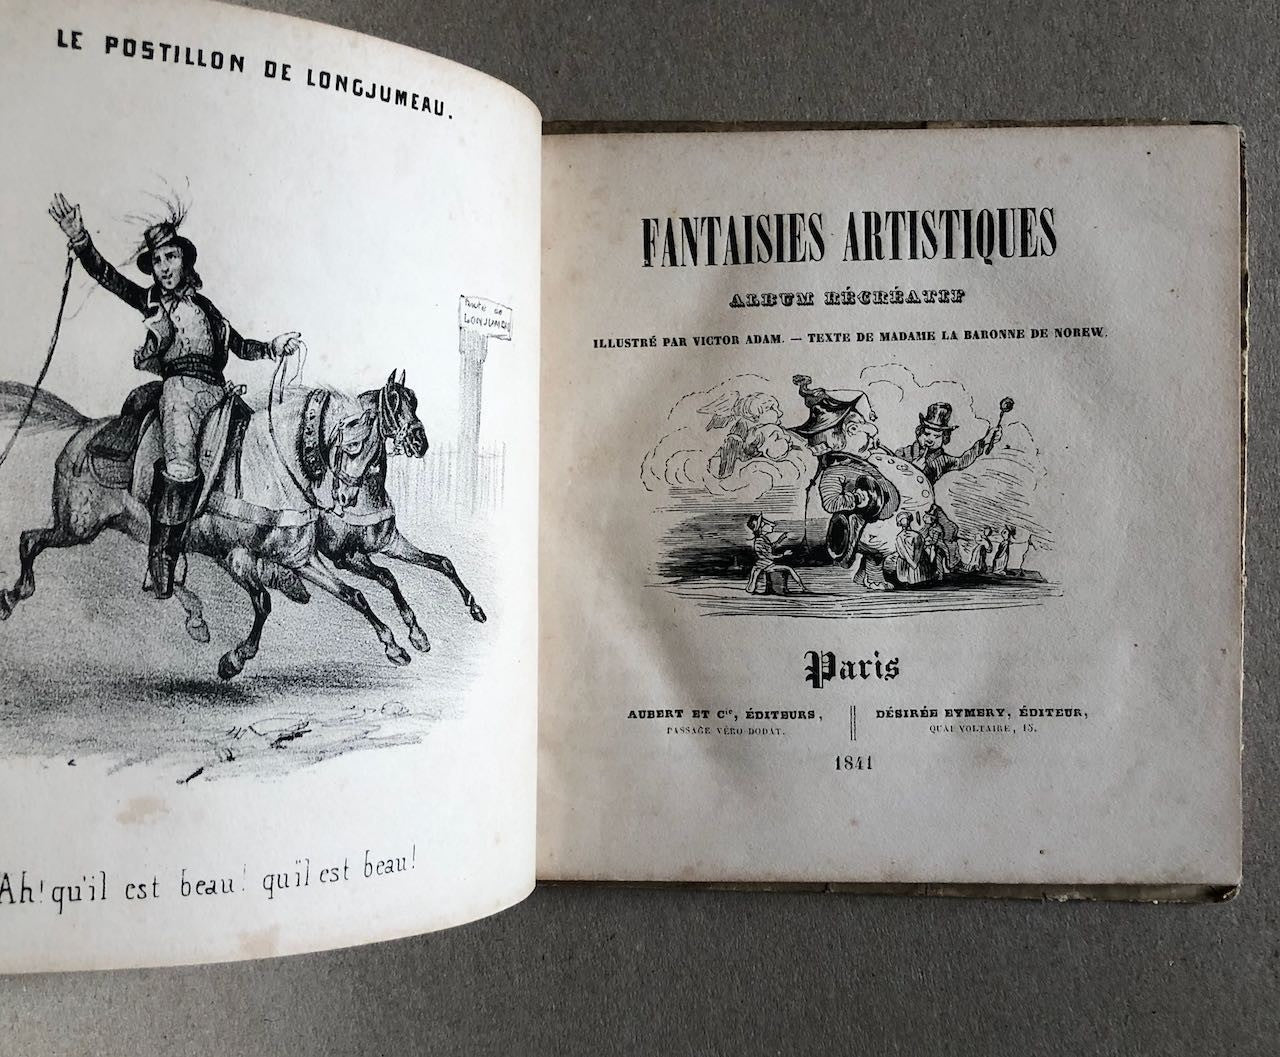 LE POSTILLON DE LONGJUMEAU.
Route de
LONJUMEAU
Ah! qu'il est beau! qu'il est beau!
FANTAISIES ARTISTIQUES
ALBUM RÉCRÉATIF
ILLUSTRÉ PAR VICTOR ADAM. — TEXTE DE MADAME LA BARONNE DE NOREW.
Paris
AUBERT ET Cie, ÉDITEURS,
PASSAGE VÉRO-DODAT.
DÉSIRÉE EYMERY, ÉDITEUR,
QUAI VOLTAIRE, 15.
1841